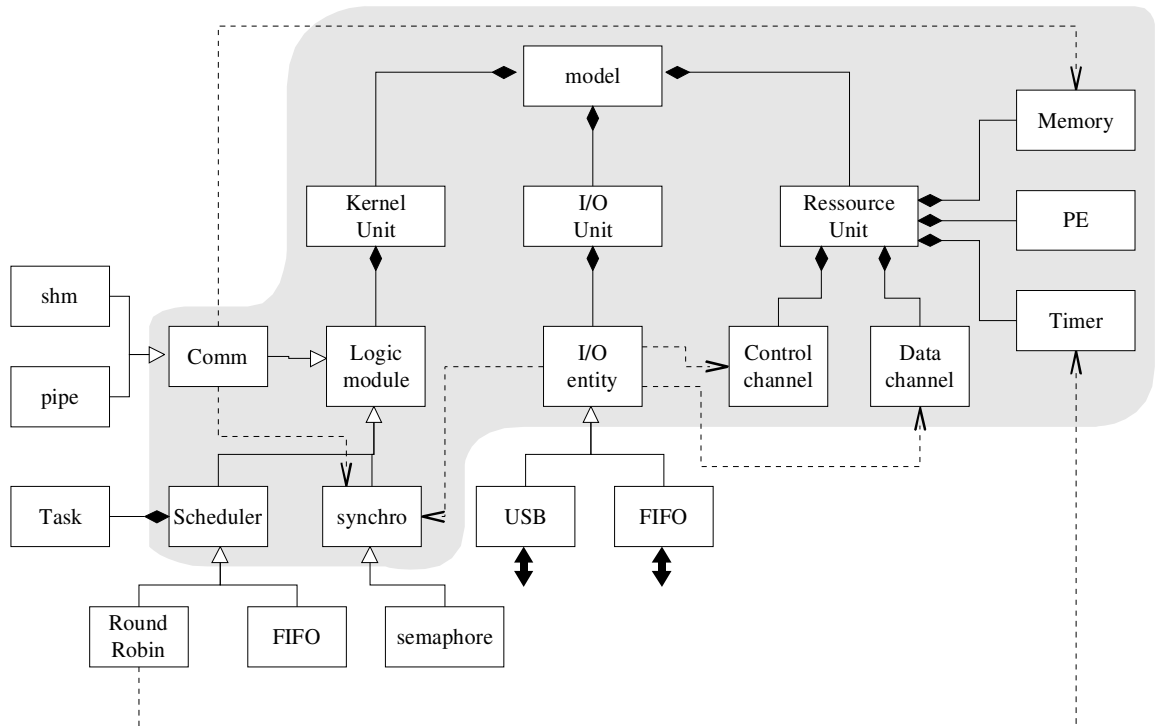 model
Memory
Kernel
Unit
I/O
Unit
Ressource
Unit
PE
shm
Timer
Comm
Logic
module
I/O
entity
Control
channel
Data
channel
pipe
Task
Scheduler
synchro
USB
FIFO
Round
Robin
FIFO
semaphore